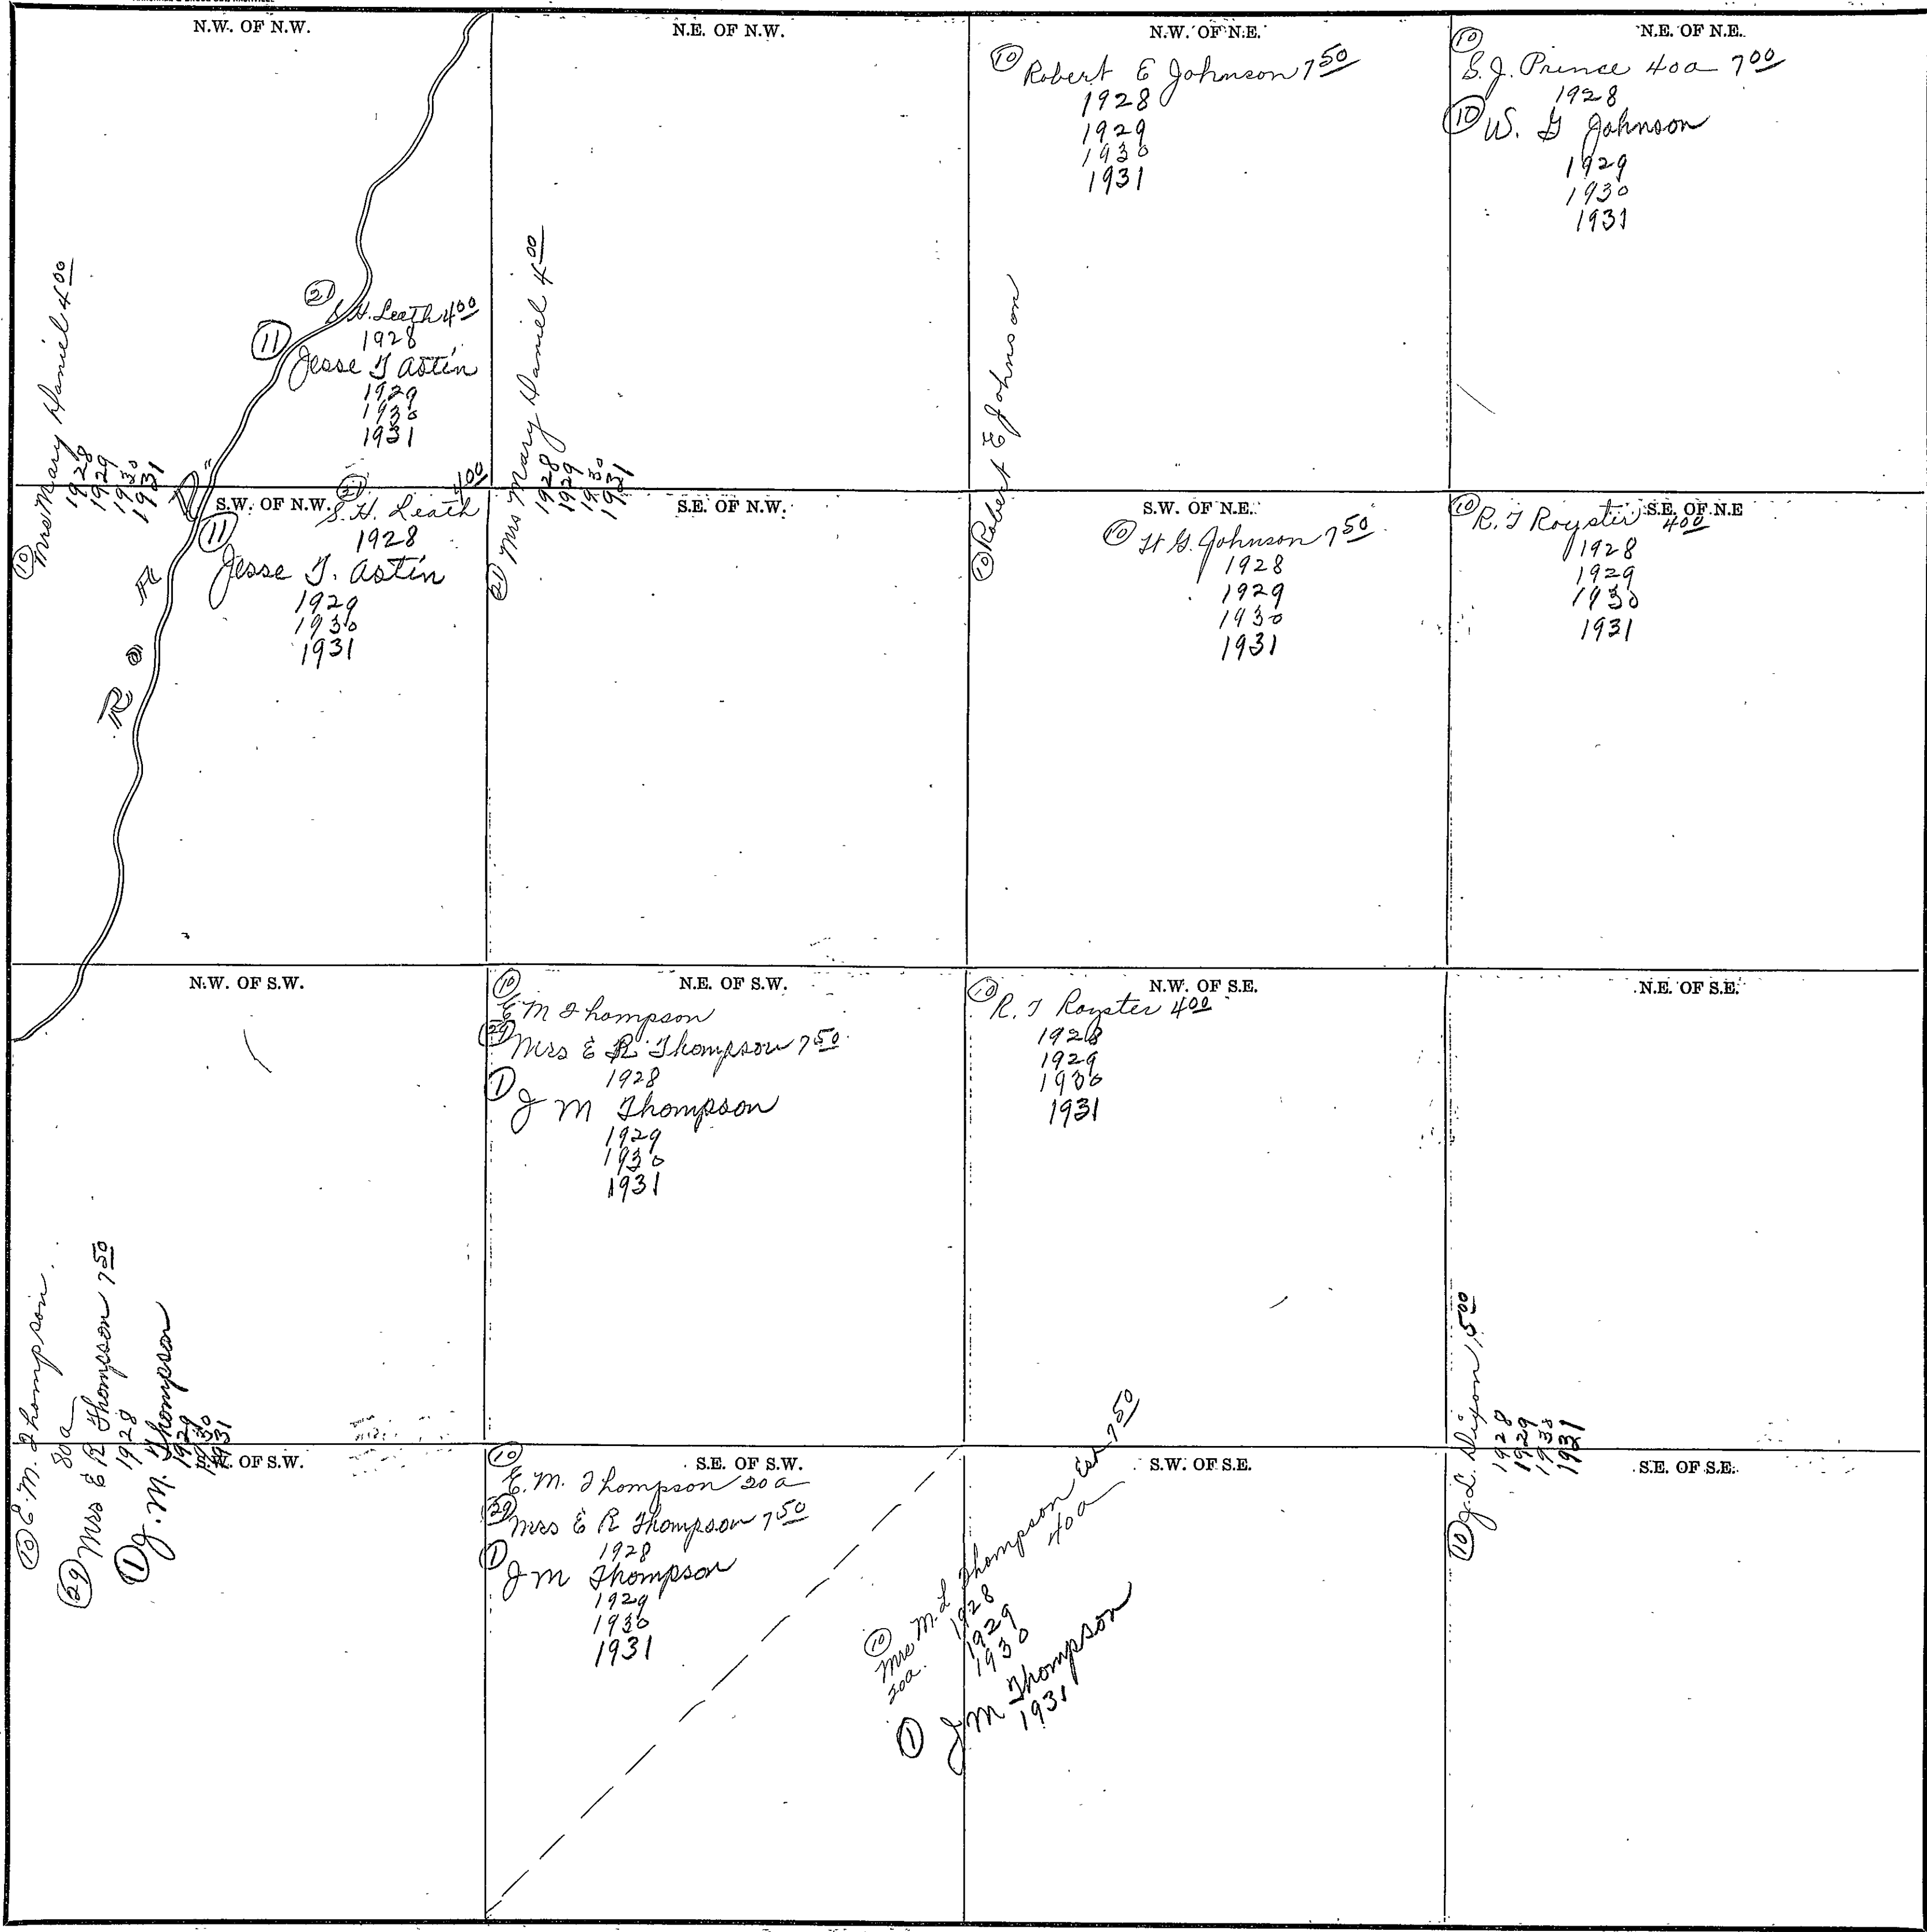 N.W. OF N.W.
10 Mrs Mary Daniel 4 00
1928
1929
1930
1931
21 S.H. Leath 4 00
1928
11 Jesse T Astin
1929
1930
1931
ROAD
N.E. OF N.W.
21 Mrs Mary Daniel 4 00
1928
1929
1930
1931
N.W. OF N.E.
10 Robert E Johnson 7 50
1928
1929
1930
1931
10 Robert E Johnson
N.E. OF N.E.
10
S.J. Prince 40a 7 00
1928
10 W. G Johnson
1929
1930
1931
S.W. OF N.W.
21 4 00
S.H. Leath
1928
11
Jesse T. Astin
1929
1930
1931
S.E. OF N.W.
S.W. OF N.E.
10 H G. Johnson 7 50
1928
1929
1930
1931
S.E. OF N.E
10 R. T Royster 4 00
1928
1929
1930
1931
N.W. OF S.W.
10 E.M. Thompson.
80a
29 Mrs E R Thompson 7 50
1928
1 J. M. Thompson
1929
1930
1931
N.E. OF S.W.
10
E M Thompson
29
Mrs E R Thompson 7 50
1928
1
J M Thompson
1929
1930
1931
N.W. OF S.E.
10 R. T Royster 4 00
1928
1929
1930
1931
N.E. OF S.E.
10 J.L. Dixon, 5 00
1928
1929
1930
1931
S.W. OF S.W.
S.E. OF S.W.
10
E.M. Thompson 20a
29
Mrs E R Thompson 7 50
1928
1
J M Thompson
1929
1930
1931
S.W. OF S.E.
10
Mrs M. L Thompson Est 7 50
20a. 40a
1928
1929
1930
1 J M Thompson
1931
S.E. OF S.E.